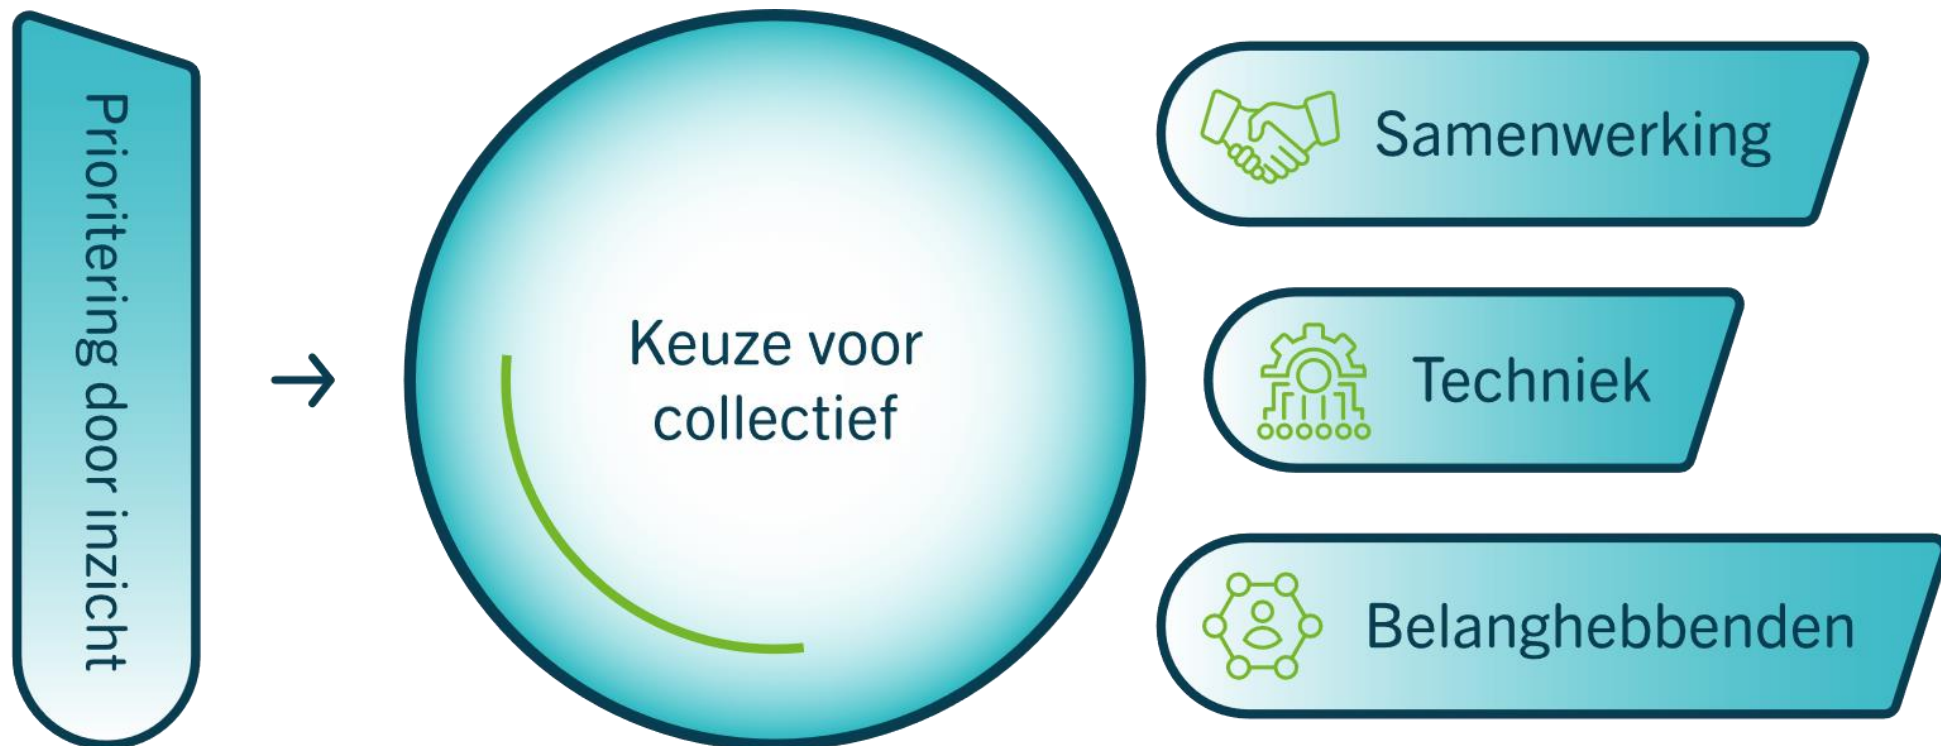 Prioritering door inzicht
Keuze voor
collectief
Samenwerking
Techniek
Belanghebbenden